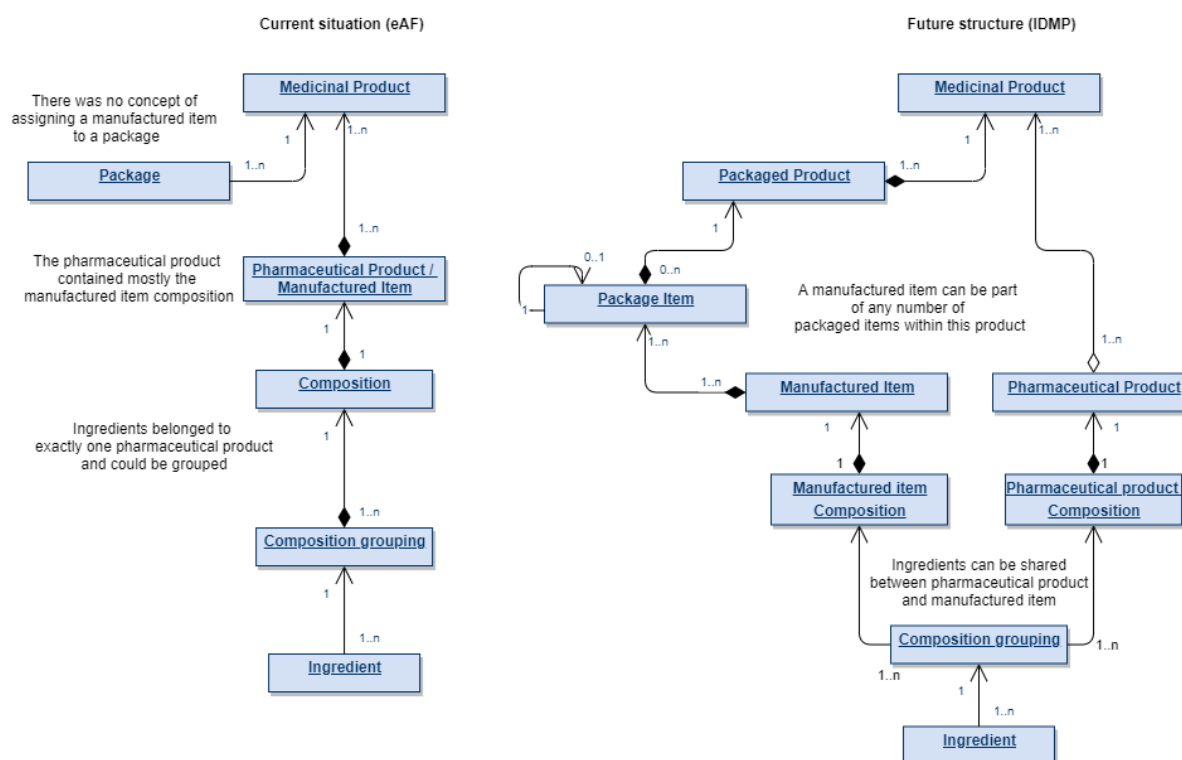 Current situation (eAF)
Medicinal Product
There was no concept of
assigning a manufactured item
to a package
1
1..n
1..n
Package
1..n
The pharmaceutical product
contained mostly the
manufactured item composition
Pharmaceutical Product /
Manufactured Item
1
1
Composition
Ingredients belonged to
exactly one pharmaceutical product
and could be grouped
1
1..n
Composition grouping
1
1..n
Ingredient
Future structure (IDMP)
Medicinal Product
1
1..n
1..n
Packaged Product
1
0..1
0..n
Package Item
1
A manufactured item can be part
of any number of
packaged items within this product
1..n
1..n
1..n
Manufactured Item
Pharmaceutical Product
1
1
1
1
Manufactured item
Composition
Pharmaceutical product
Composition
Ingredients can be shared
between pharmaceutical product
and manufactured item
Composition grouping
1..n
1..n
1
1..n
Ingredient